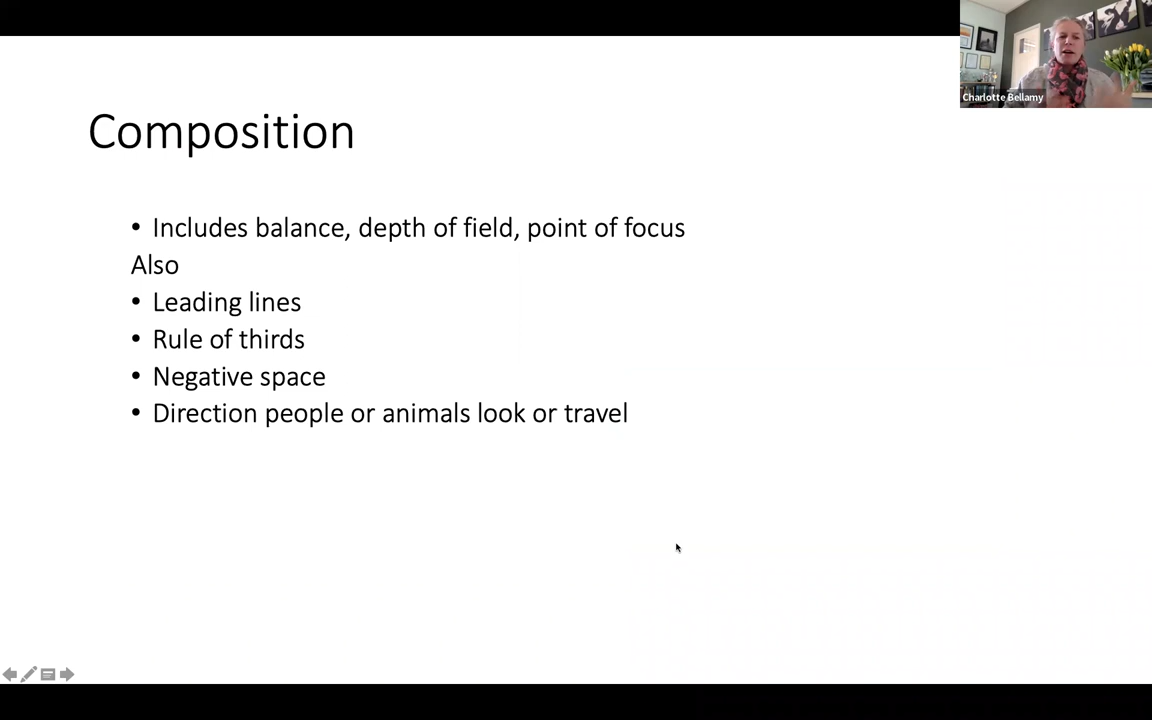 Charlotte Bellamy
Composition
• Includes balance, depth of field, point of focus
Also
• Leading lines
• Rule of thirds
• Negative space
• Direction people or animals look or travel